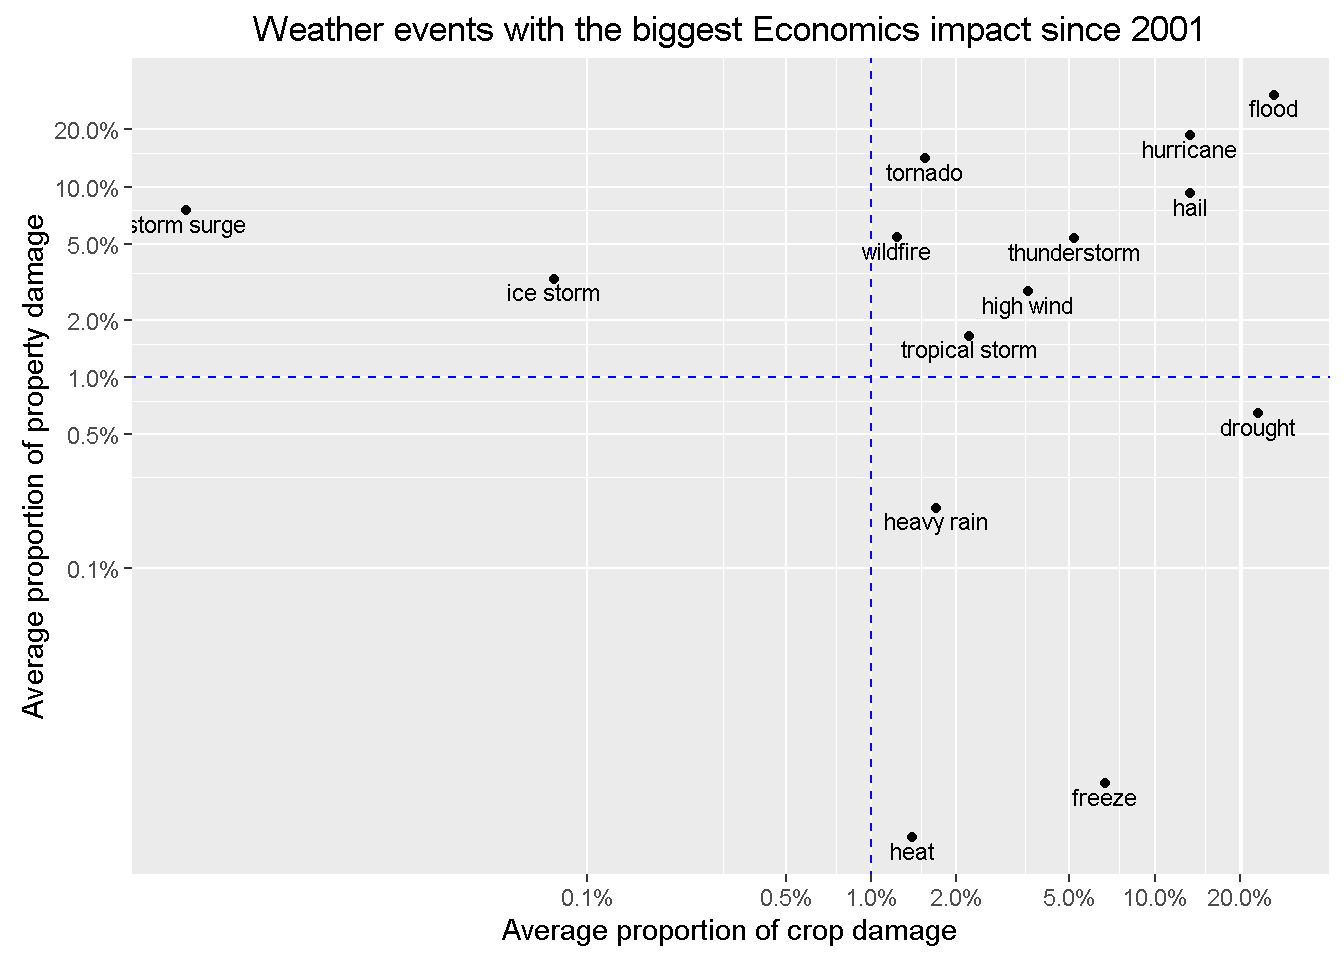 Weather events with the biggest Economics impact since 2001
flood
20.0%
hurricane
tornado
10.0%
hail
storm surge
5.0%
wildfire
thunderstorm
ice storm
high wind
2.0%
tropical storm
1.0%
drought
0.5%
heavy rain
0.1%
freeze
heat
Average proportion of property damage
0.1% 0.5% 1.0% 2.0% 5.0% 10.0% 20.0%
Average proportion of crop damage